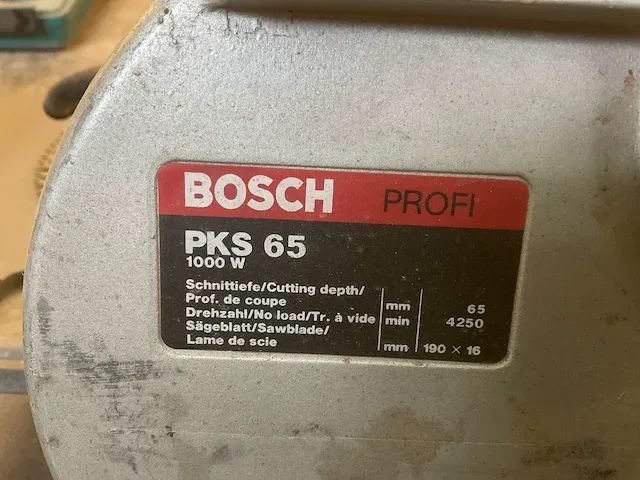 BOSCH PROFI
PKS 65
1000 W
Schnittiefe/Cutting depth/
Prof. de coupe mm 65
Drehzahl/No load/Tr. à vide min 4250
Sägeblatt/Sawblade/
Lame de scie mm 190 × 16